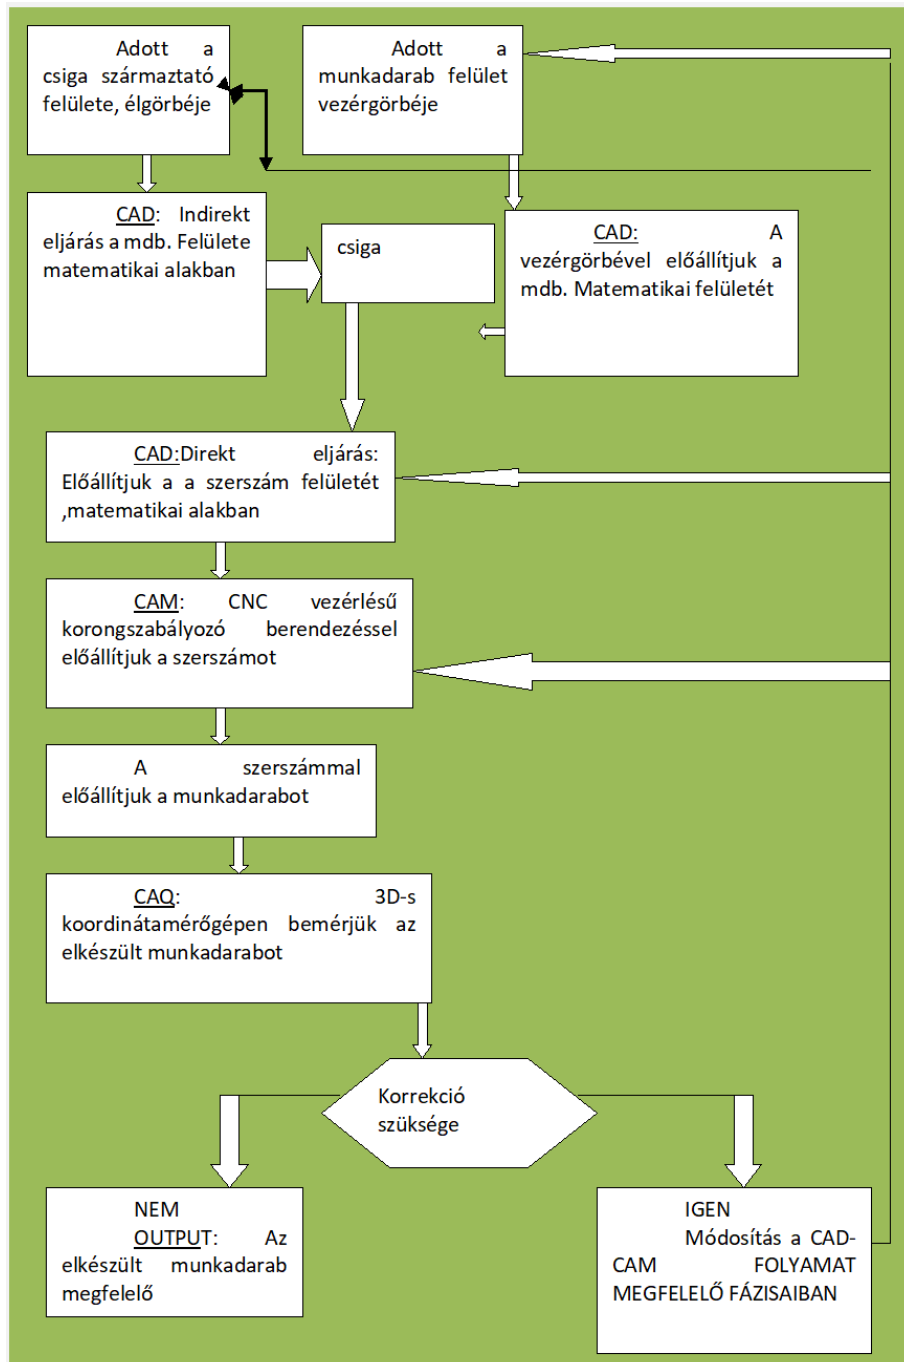 Adott a
csiga származtató
felülete, élgörbéje
Adott a
munkadarab felület
vezérgörbéje
CAD: Indirekt
eljárás a mdb. Felülete
matematikai alakban
csiga
CAD: A
vezérgörbével előállítjuk a
mdb. Matematikai felületét
CAD:Direkt eljárás:
Előállítjuk a a szerszám felületét
,matematikai alakban
CAM: CNC vezérlésű
korongszabályozó berendezéssel
előállítjuk a szerszámot
A szerszámmal
előállítjuk a munkadarabot
CAQ: 3D-s
koordinátamérőgépen bemérjük az
elkészült munkadarabot
Korrekció
szüksége
NEM
OUTPUT: Az
elkészült munkadarab
megfelelő
IGEN
Módosítás a CAD-
CAM FOLYAMAT
MEGFELELŐ FÁZISAIBAN